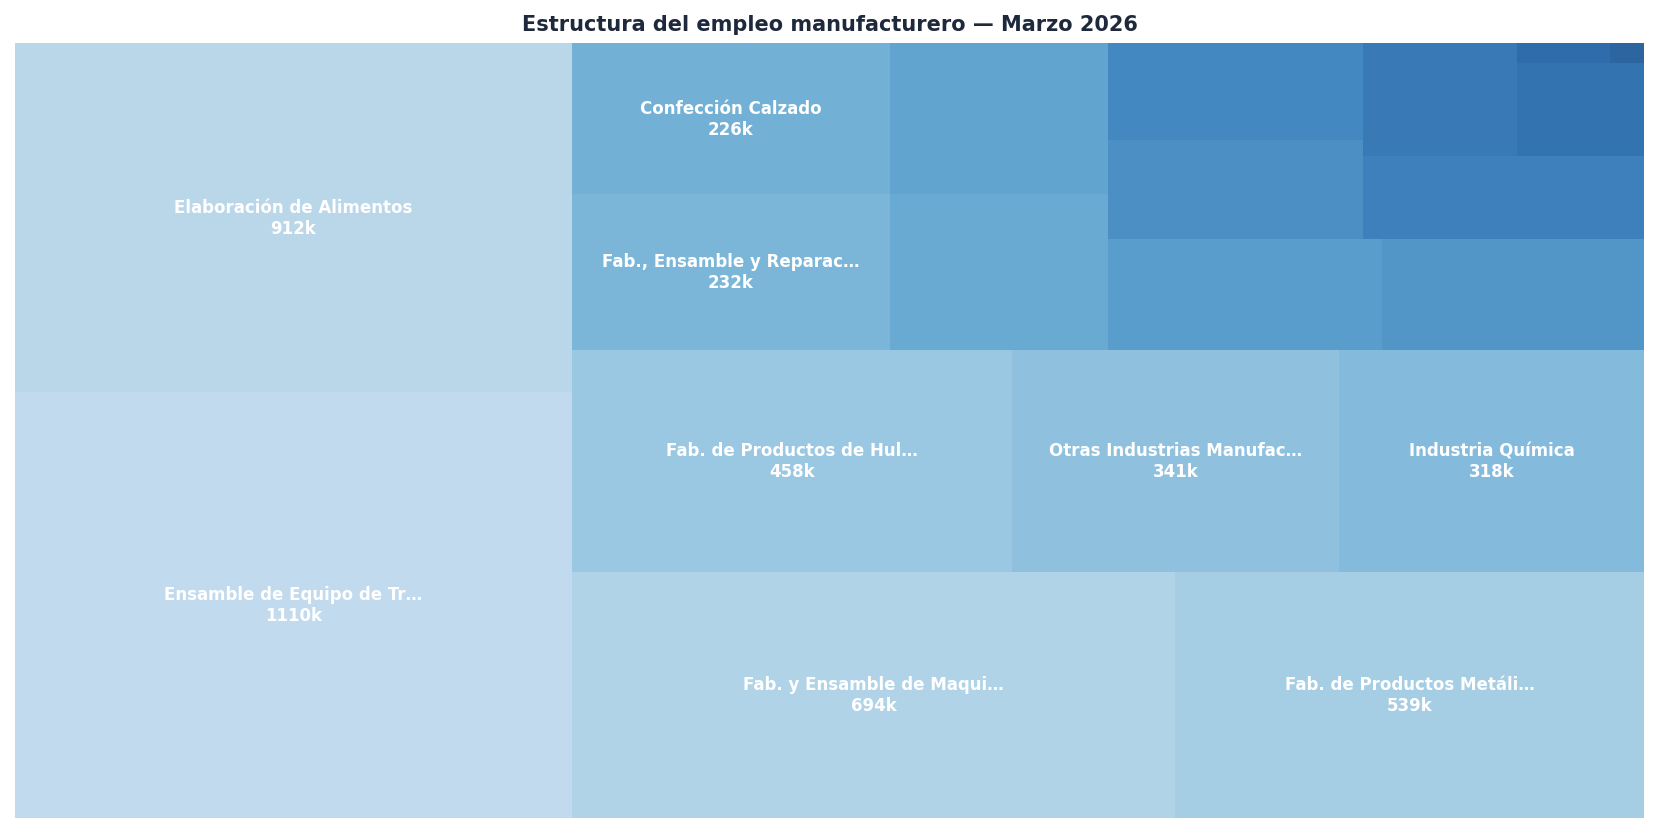 Estructura del empleo manufacturero — Marzo 2026
Elaboración de Alimentos
912k
Ensamble de Equipo de Tr...
1110k
Confección Calzado
226k
Fab., Ensamble y Reparac...
232k
Fab. de Productos de Hul...
458k
Otras Industrias Manufac...
341k
Industria Química
318k
Fab. y Ensamble de Maqui...
694k
Fab. de Productos Metáli...
539k